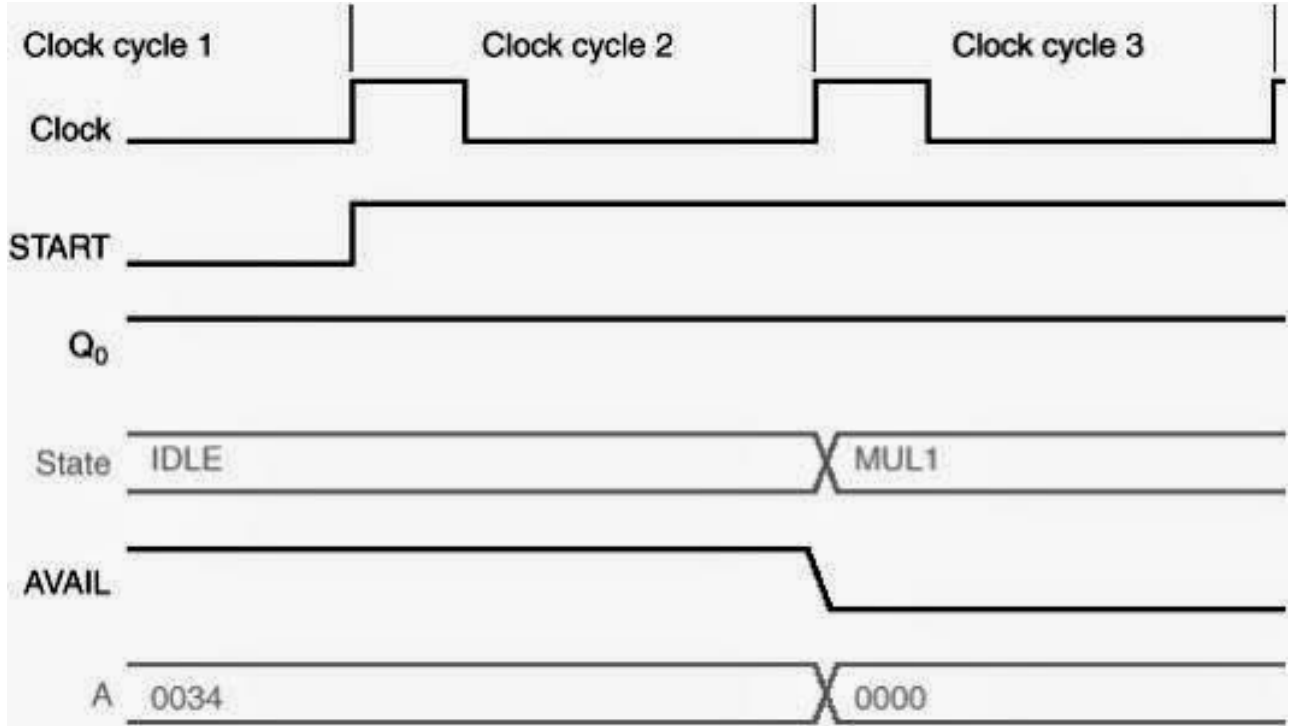 Clock cycle 1 Clock cycle 2 Clock cycle 3
Clock
START
Q₀
State IDLE MUL1
AVAIL
A 0034 0000